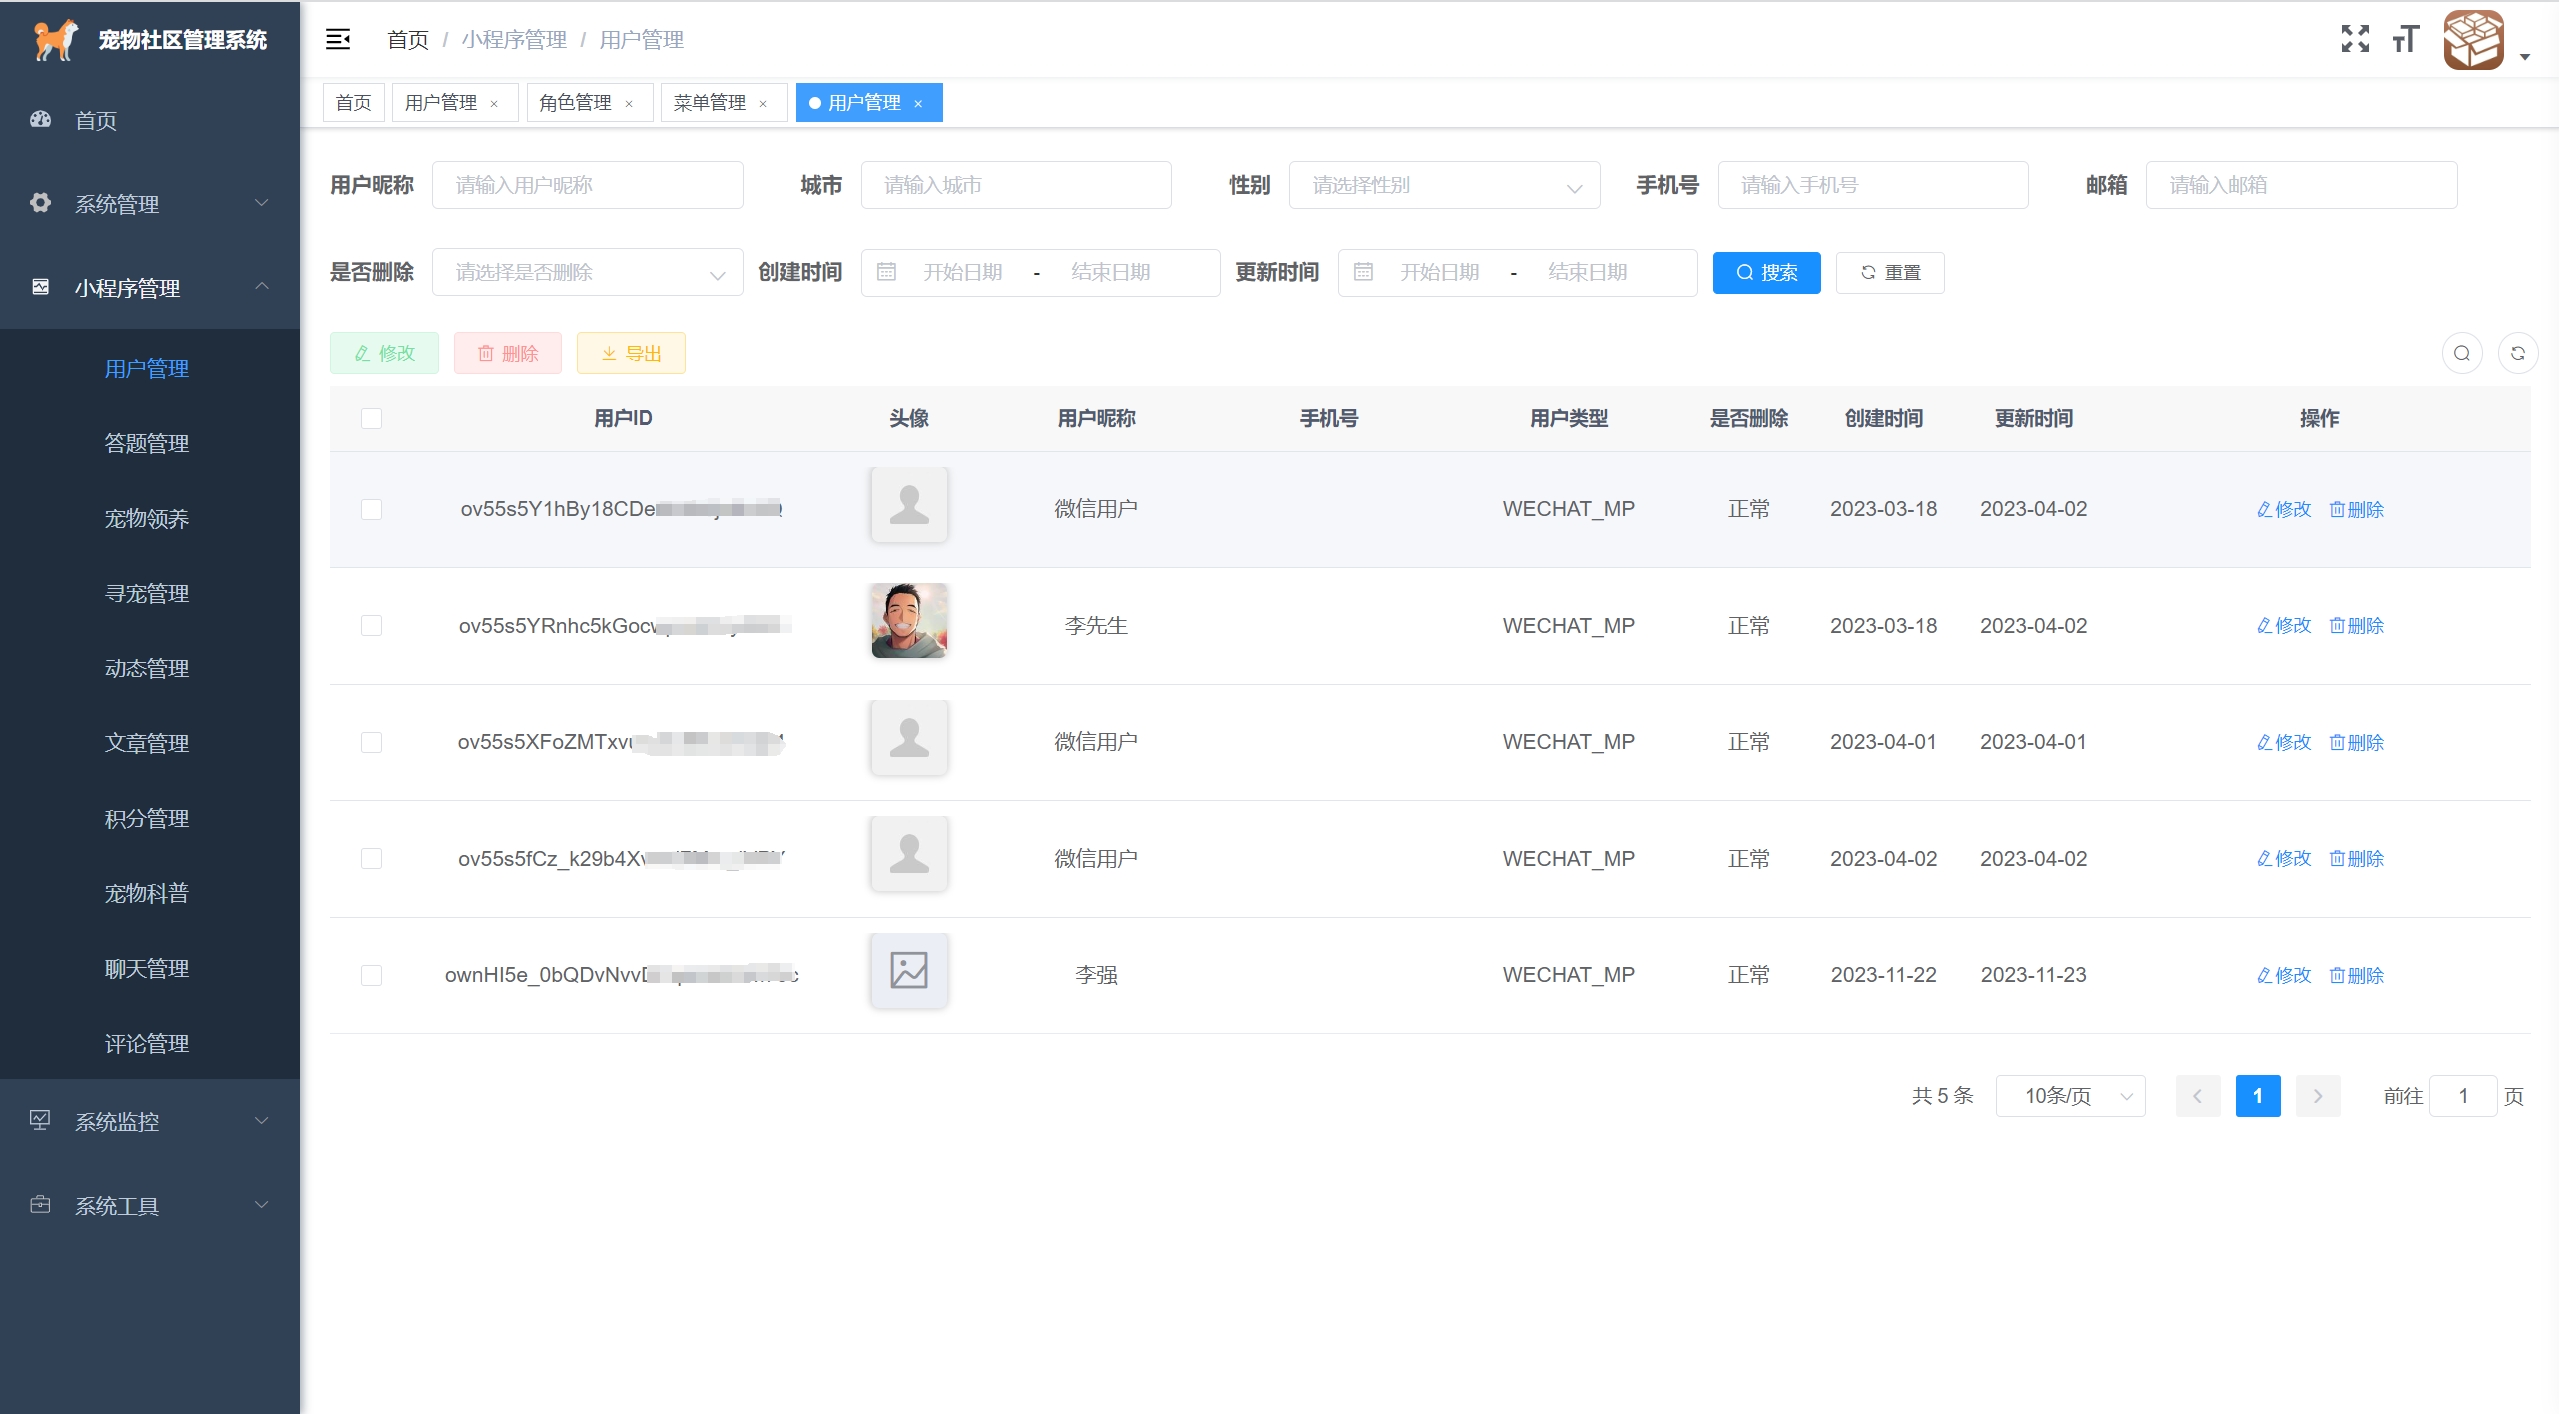 宠物社区管理系统
首页
系统管理
小程序管理
用户管理
答题管理
宠物领养
寻宠管理
动态管理
文章管理
积分管理
宠物科普
聊天管理
评论管理
系统监控
系统工具
首页 / 小程序管理 / 用户管理
首页 用户管理 × 角色管理 × 菜单管理 × 用户管理 ×
用户昵称 请输入用户昵称 城市 请输入城市 性别 请选择性别 手机号 请输入手机号 邮箱 请输入邮箱
是否删除 请选择是否删除 创建时间 开始日期 - 结束日期 更新时间 开始日期 - 结束日期 搜索 重置
修改 删除 导出
用户ID 头像 用户昵称 手机号 用户类型 是否删除 创建时间 更新时间 操作
ov55s5Y1hBy18CDe 微信用户 WECHAT_MP 正常 2023-03-18 2023-04-02 修改 删除
ov55s5YRnhc5kGoc 李先生 WECHAT_MP 正常 2023-03-18 2023-04-02 修改 删除
ov55s5XFoZMTxv 微信用户 WECHAT_MP 正常 2023-04-01 2023-04-01 修改 删除
ov55s5fCz_k29b4X 微信用户 WECHAT_MP 正常 2023-04-02 2023-04-02 修改 删除
ownHI5e_0bQDvNvv 李强 WECHAT_MP 正常 2023-11-22 2023-11-23 修改 删除
共 5 条 10条/页 1 前往 1 页